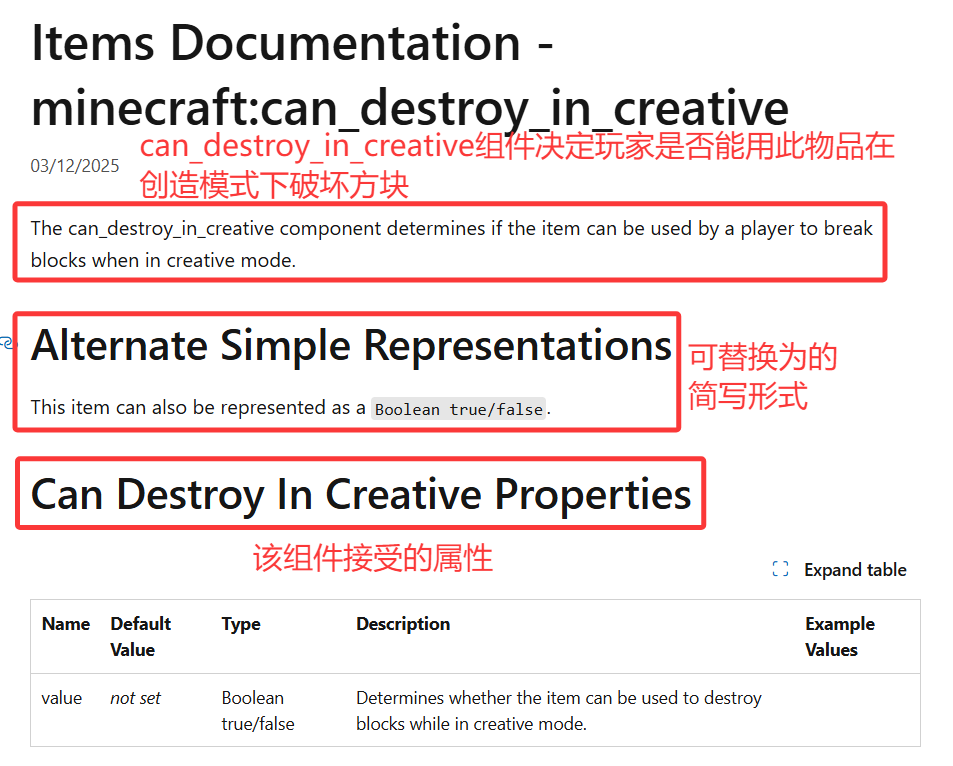 Items Documentation -
minecraft:can_destroy_in_creative
can_destroy_in_creative组件决定玩家是否能用此物品在
创造模式下破坏方块
03/12/2025
The can_destroy_in_creative component determines if the item can be used by a player to break
blocks when in creative mode.
Alternate Simple Representations
可替换为的
简写形式
This item can also be represented as a Boolean true/false.
Can Destroy In Creative Properties
该组件接受的属性
Expand table
Name Default Value Type Description Example Values
value not set Boolean true/false Determines whether the item can be used to destroy blocks while in creative mode.